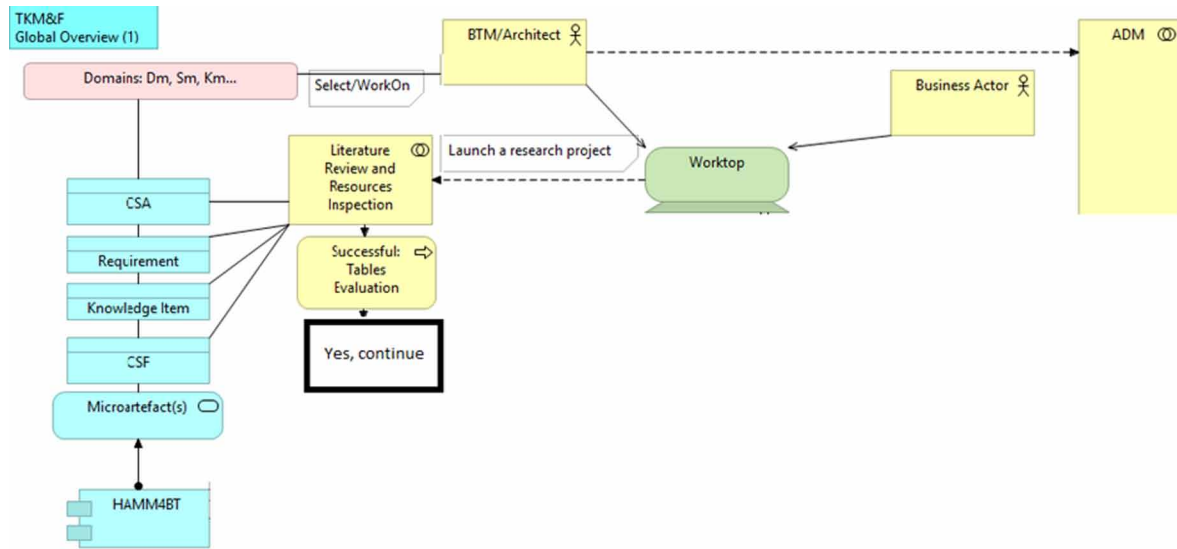 TKM&F
Global Overview (1)
BTM/Architect
ADM
Domains: Dm, Sm, Km...
Select/WorkOn
Business Actor
Literature
Review and
Resources
Inspection
Launch a research project
Worktop
CSA
Requirement
Successful:
Tables
Evaluation
Knowledge Item
CSF
Yes, continue
Microartefact(s)
HAMM4BT